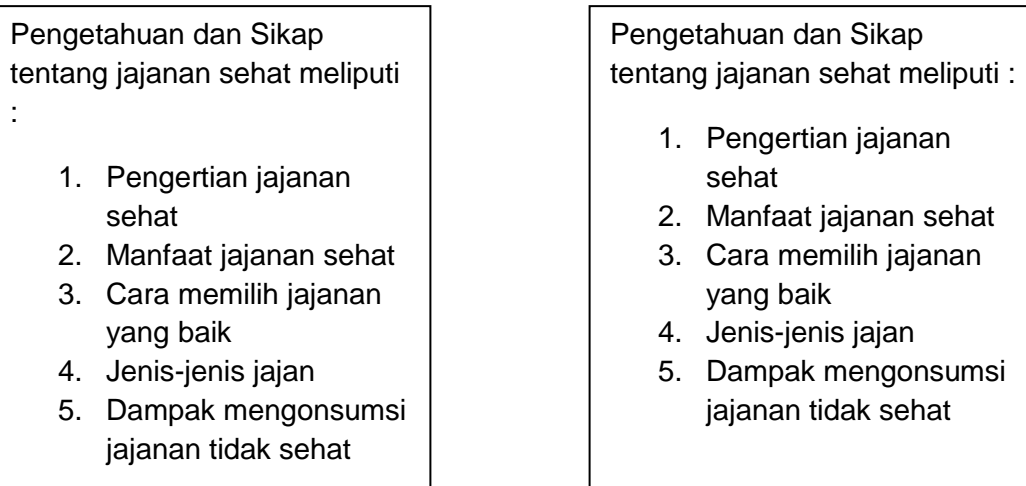 Pengetahuan dan Sikap
tentang jajanan sehat meliputi
:
1. Pengertian jajanan
sehat
2. Manfaat jajanan sehat
3. Cara memilih jajanan
yang baik
4. Jenis-jenis jajan
5. Dampak mengonsumsi
jajanan tidak sehat
Pengetahuan dan Sikap
tentang jajanan sehat meliputi :
1. Pengertian jajanan
sehat
2. Manfaat jajanan sehat
3. Cara memilih jajanan
yang baik
4. Jenis-jenis jajan
5. Dampak mengonsumsi
jajanan tidak sehat